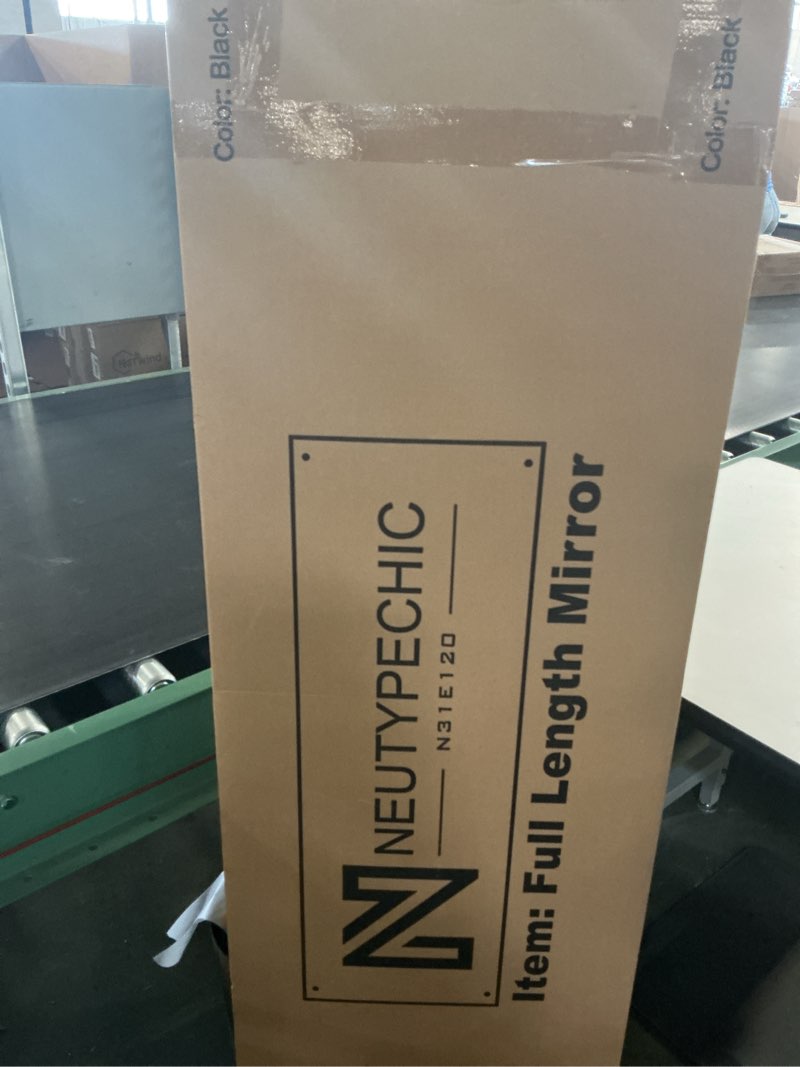 Color: Black
Color: Black
NEUTYPECHIC
N31E120
Item: Full Length Mirror